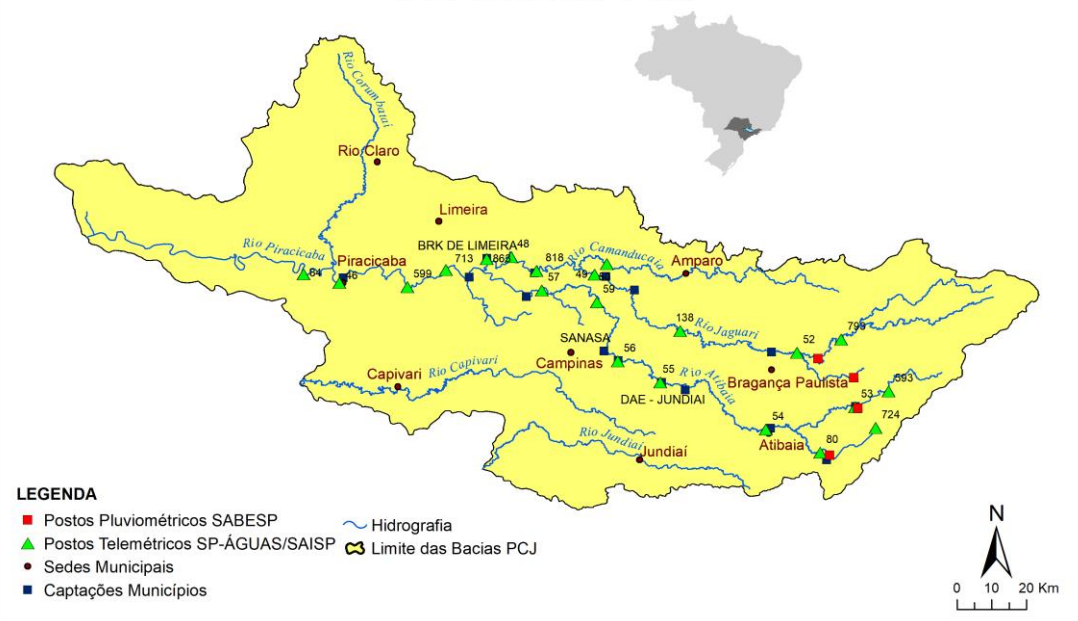 Rio Corumbataí
Rio Claro
Limeira
Rio Piracicaba
Piracicaba
BRK DE LIMEIRA
48
Rio Camanducaia
713
863
818
Amparo
64
46
599
57
49
59
138
Rio Jaguari
52
799
SANASA
56
Campinas
Capivari
Rio Capivari
55
Rio Atibaia
Bragança Paulista
DAE - JUNDIAI
593
53
54
724
Atibaia
80
Rio Jundiaí
Jundiaí
LEGENDA
Postos Pluviométricos SABESP
Postos Telemétricos SP-ÁGUAS/SAISP
Sedes Municipais
Captações Municípios
Hidrografia
Limite das Bacias PCJ
N
0 10 20 Km